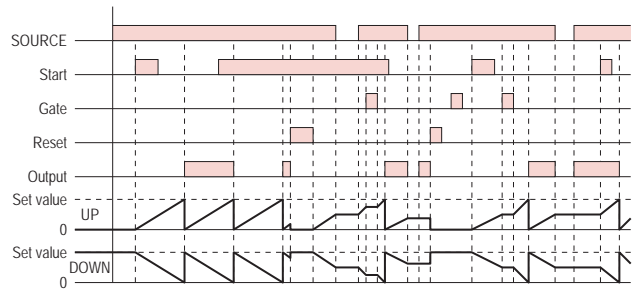 SOURCE
Start
Gate
Reset
Output
Set value
UP
0
Set value
DOWN
0